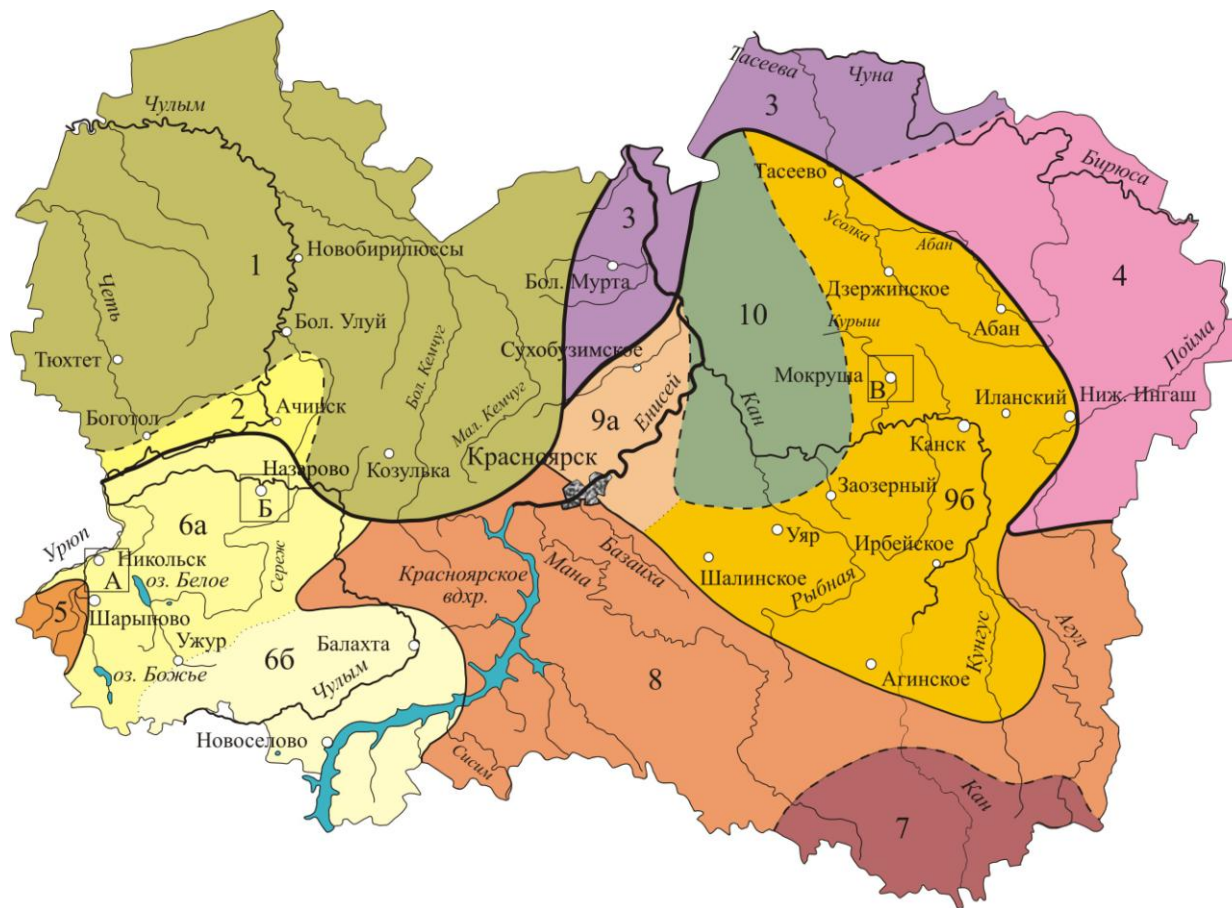 Тасеева
Чуна
3
Чулым
Бирюса
Тасеево
3
Усолка
Абан
Новобирилюссы
1
Бол. Мурта
4
Четь
Дзержинское
10
Абан
Бол. Улуй
Курыш
Пойма
Тюхтет
Бол. Кемчуг
Сухобузимское
Мокруша
В
Иланский
Ниж. Ингаш
Мал. Кемчуг
Енисей
Кан
2
Ачинск
9а
Боготол
Канск
Назарово
Козулька
Красноярск
Заозерный
9б
Б
6а
Уяр
Ирбейское
Урюп
Никольск
А
оз. Белое
Сереж
Красноярское
вдхр.
Мана
Базаиха
Шалинское
Рыбная
5
Шарыпово
Ужур
6б
Балахта
Кунгус
Агул
оз. Божье
Чулым
8
Агинское
Новоселово
Сисим
Кан
7